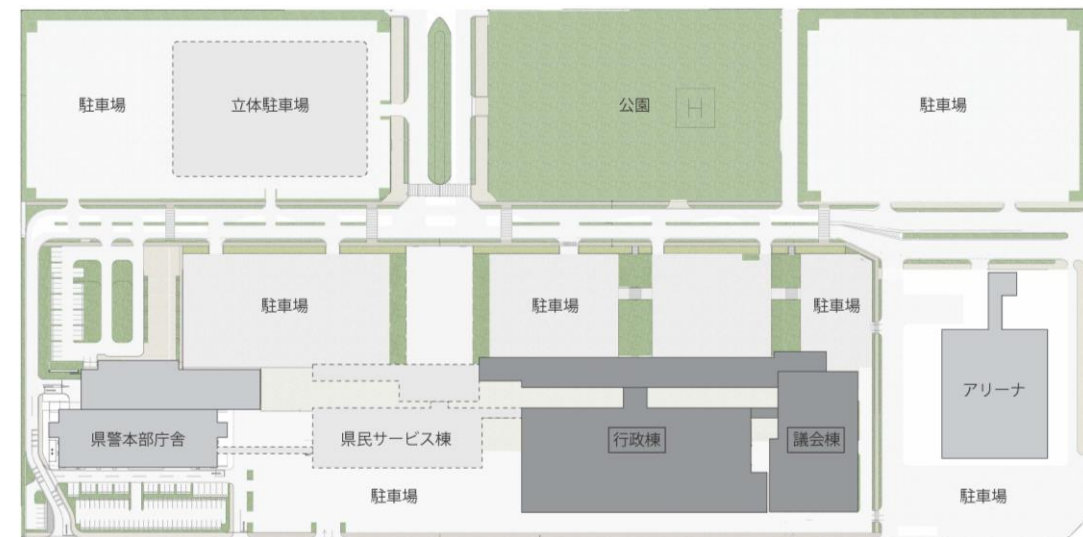 駐車場
立体駐車場
公園
H
駐車場
駐車場
駐車場
駐車場
アリーナ
県警本部庁舎
県民サービス棟
行政棟
議会棟
駐車場
駐車場